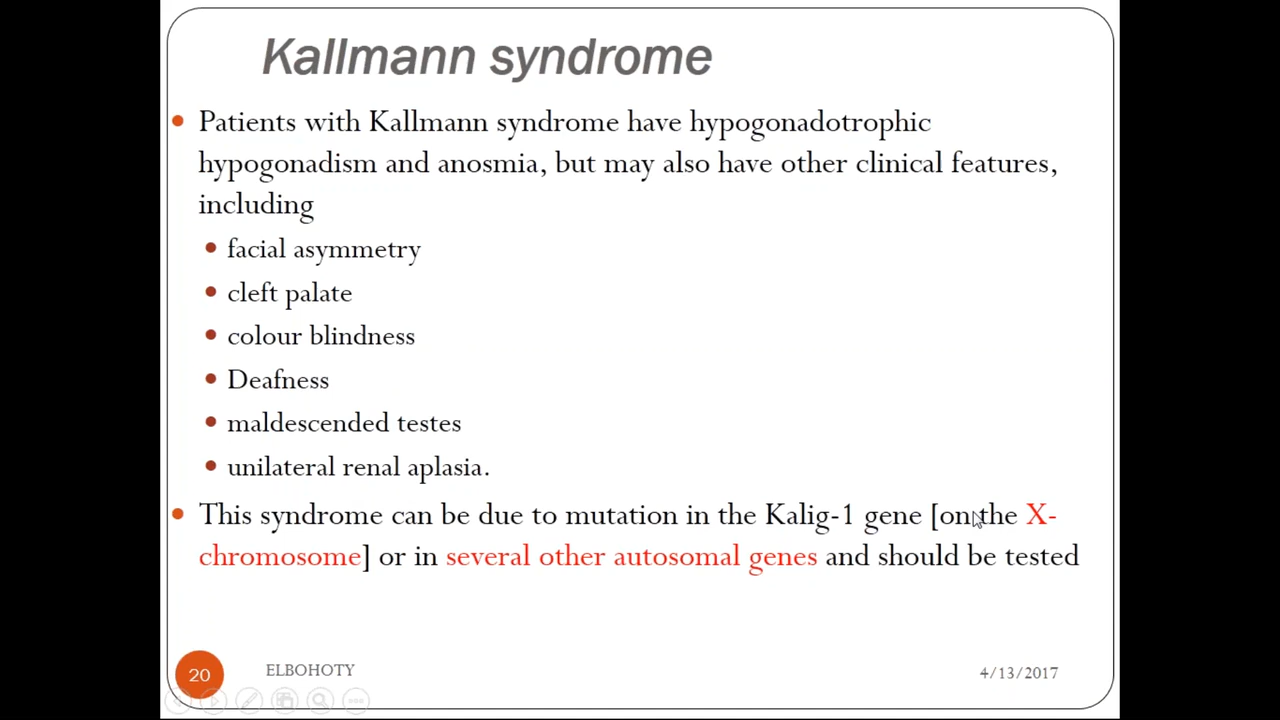 Kallmann syndrome
Patients with Kallmann syndrome have hypogonadotrophic
hypogonadism and anosmia, but may also have other clinical features,
including
facial asymmetry
cleft palate
colour blindness
Deafness
maldescended testes
unilateral renal aplasia.
This syndrome can be due to mutation in the Kalig-1 gene [on the X-
chromosome] or in several other autosomal genes and should be tested
20
ELBOHOTY
4/13/2017